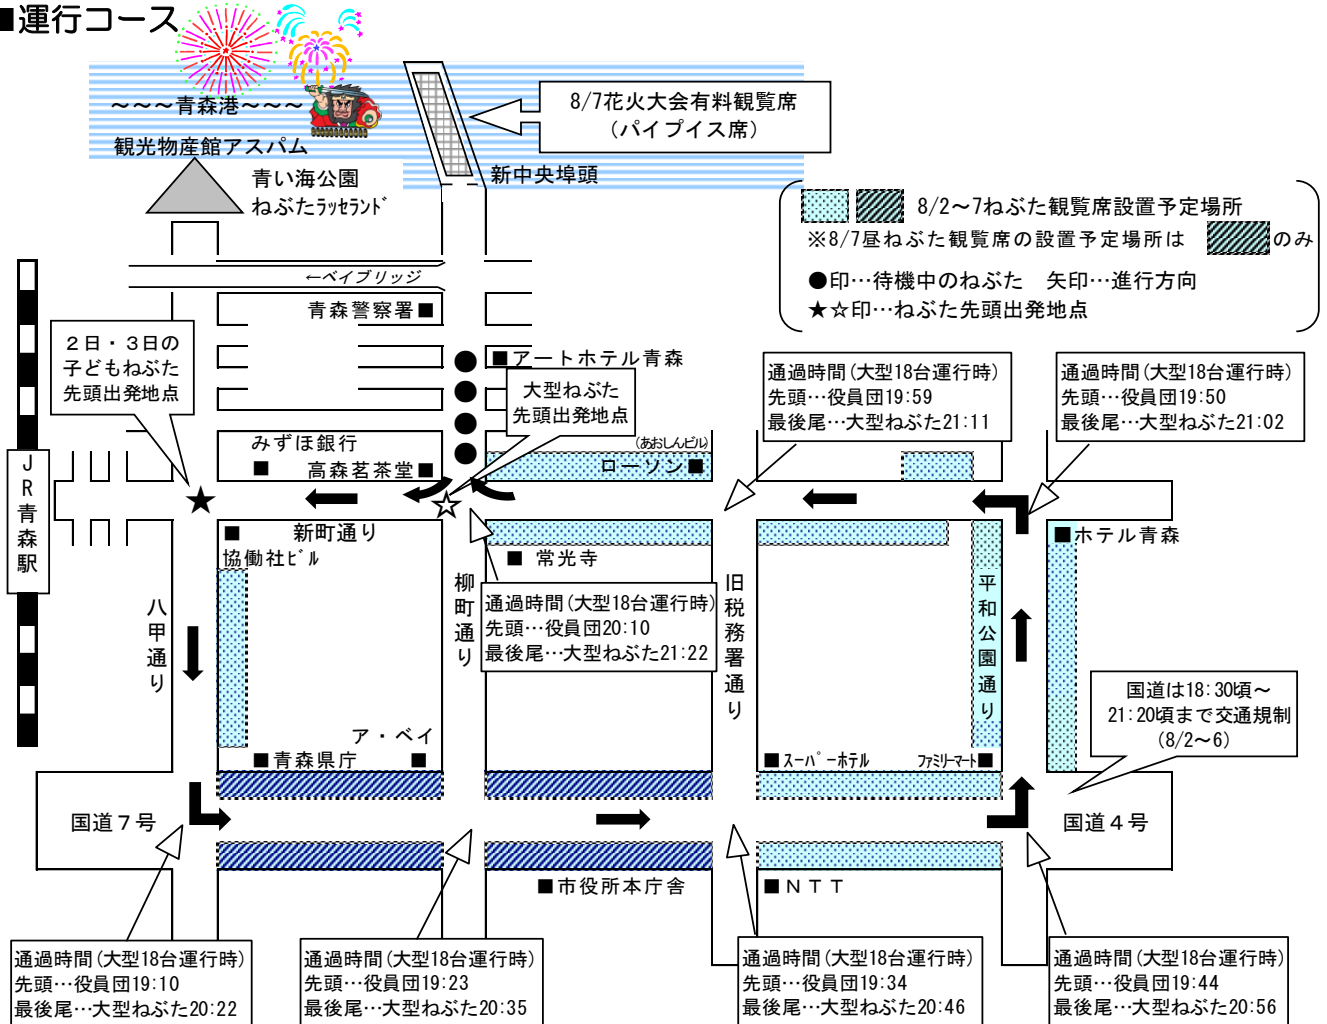 ■運行コース
～～～青森港～～～
観光物産館アスパム
青い海公園
ねぶたﾗｯｾﾗﾝﾄﾞ
8/7花火大会有料観覧席
（パイプイス席）
新中央埠頭
8/2～7ねぶた観覧席設置予定場所
※8/7昼ねぶた観覧席の設置予定場所は
のみ
●印…待機中のねぶた　矢印…進行方向
★☆印…ねぶた先頭出発地点
←ベイブリッジ
青森警察署■
２日・３日の
子どもねぶた
先頭出発地点
■アートホテル青森
大型ねぶた
先頭出発地点
通過時間(大型18台運行時)
先頭…役員団19:59
最後尾…大型ねぶた21:11
通過時間(大型18台運行時)
先頭…役員団19:50
最後尾…大型ねぶた21:02
みずほ銀行
■
高森茗茶堂■
(あおしんビル)
ローソン■
ＪＲ青森駅
★
☆
■
新町通り
協働社ﾋﾞﾙ
■ 常光寺
■ホテル青森
八甲通り
柳町通り
通過時間(大型18台運行時)
先頭…役員団20:10
最後尾…大型ねぶた21:22
旧税務署通り
平和公園通り
国道は18:30頃～
21:20頃まで交通規制
(8/2～6)
ア・ベイ
■
■青森県庁
■ｽｰﾊﾟｰﾎﾃﾙ
ﾌｧﾐﾘｰﾏｰﾄ■
国道７号
国道４号
■市役所本庁舎
■ＮＴＴ
通過時間(大型18台運行時)
先頭…役員団19:10
最後尾…大型ねぶた20:22
通過時間(大型18台運行時)
先頭…役員団19:23
最後尾…大型ねぶた20:35
通過時間(大型18台運行時)
先頭…役員団19:34
最後尾…大型ねぶた20:46
通過時間(大型18台運行時)
先頭…役員団19:44
最後尾…大型ねぶた20:56